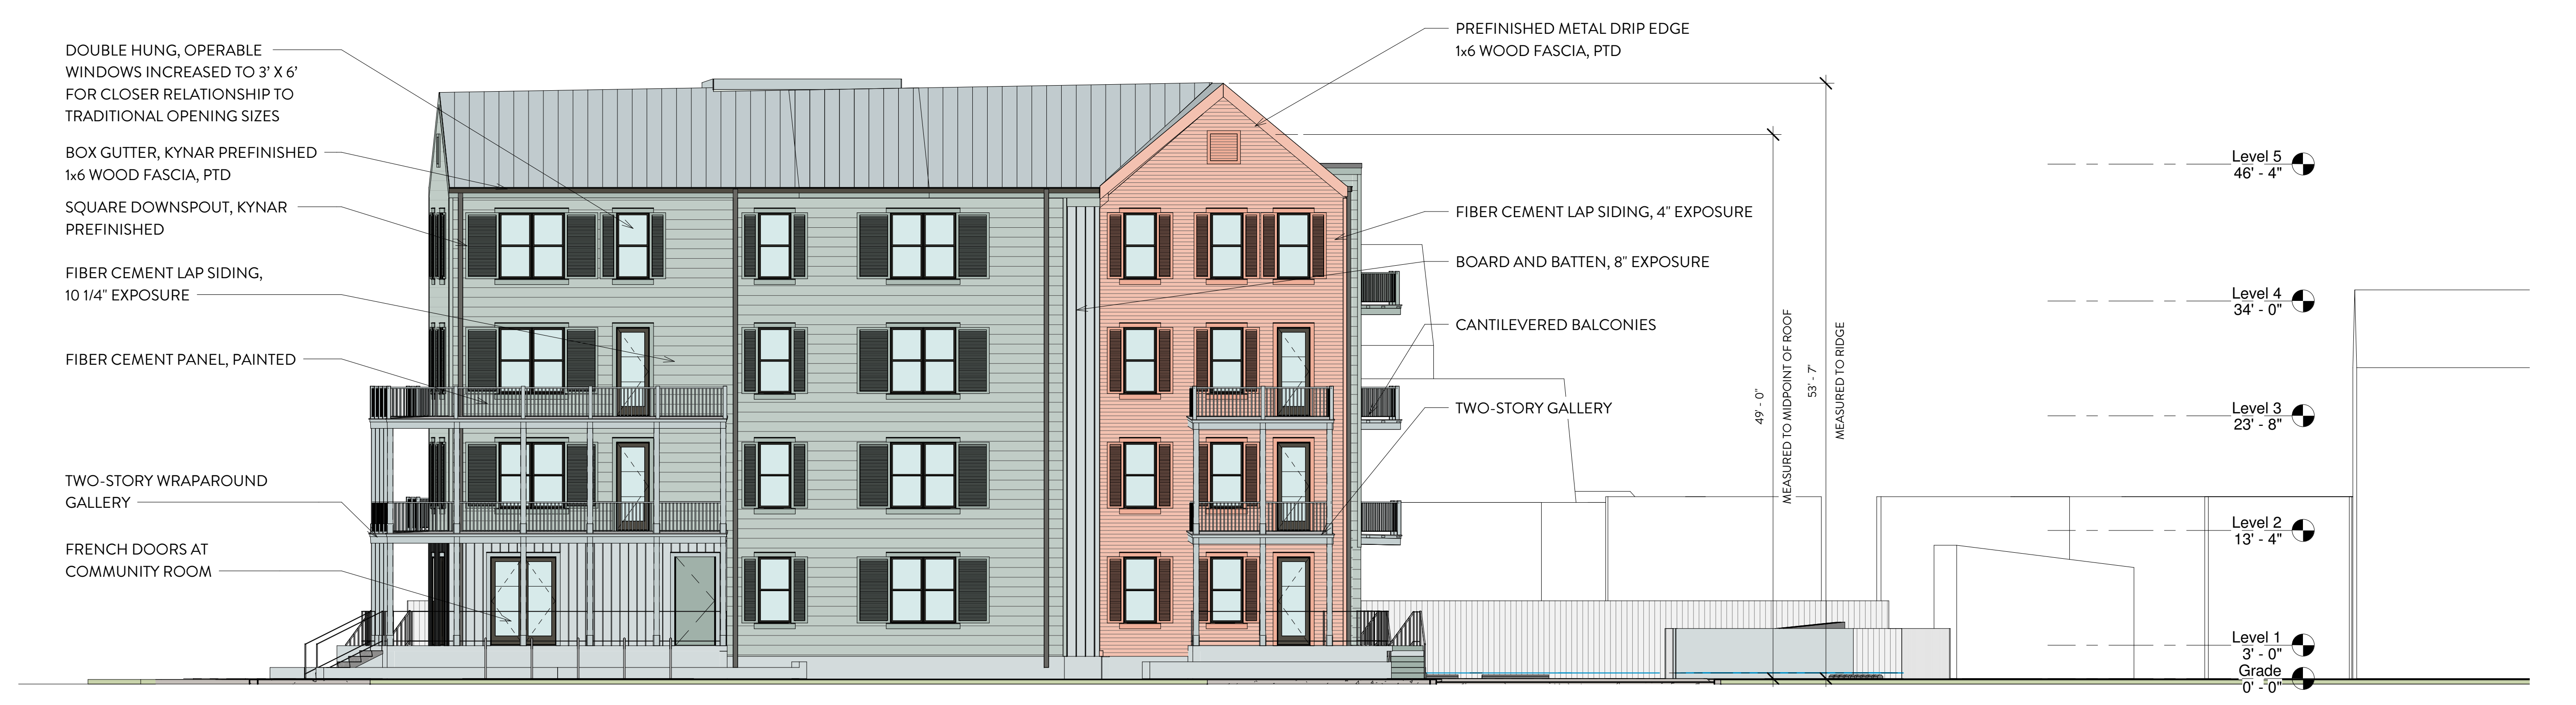 DOUBLE HUNG, OPERABLE
WINDOWS INCREASED TO 3' X 6'
FOR CLOSER RELATIONSHIP TO
TRADITIONAL OPENING SIZES
BOX GUTTER, KYNAR PREFINISHED
1x6 WOOD FASCIA, PTD
SQUARE DOWNSPOUT, KYNAR
PREFINISHED
FIBER CEMENT LAP SIDING,
10 1/4" EXPOSURE
FIBER CEMENT PANEL, PAINTED
TWO-STORY WRAPAROUND
GALLERY
FRENCH DOORS AT
COMMUNITY ROOM
PREFINISHED METAL DRIP EDGE
1x6 WOOD FASCIA, PTD
FIBER CEMENT LAP SIDING, 4" EXPOSURE
BOARD AND BATTEN, 8" EXPOSURE
CANTILEVERED BALCONIES
TWO-STORY GALLERY
49' - 0"
MEASURED TO MIDPOINT OF ROOF
53' - 7"
MEASURED TO RIDGE
Level 5
46' - 4"
Level 4
34' - 0"
Level 3
23' - 8"
Level 2
13' - 4"
Level 1
3' - 0"
Grade
0' - 0"